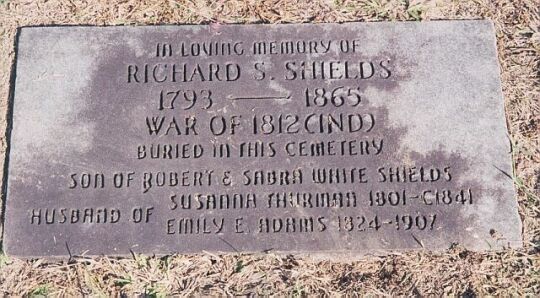 IN LOVING MEMORY OF
RICHARD S. SHIELDS
1793 — 1865
WAR OF 1812 (IND)
BURIED IN THIS CEMETERY
SON OF ROBERT & SABRA WHITE SHIELDS
HUSBAND OF SUSANNA THURMAN 1801-C1841
EMILY E. ADAMS 1824-1907